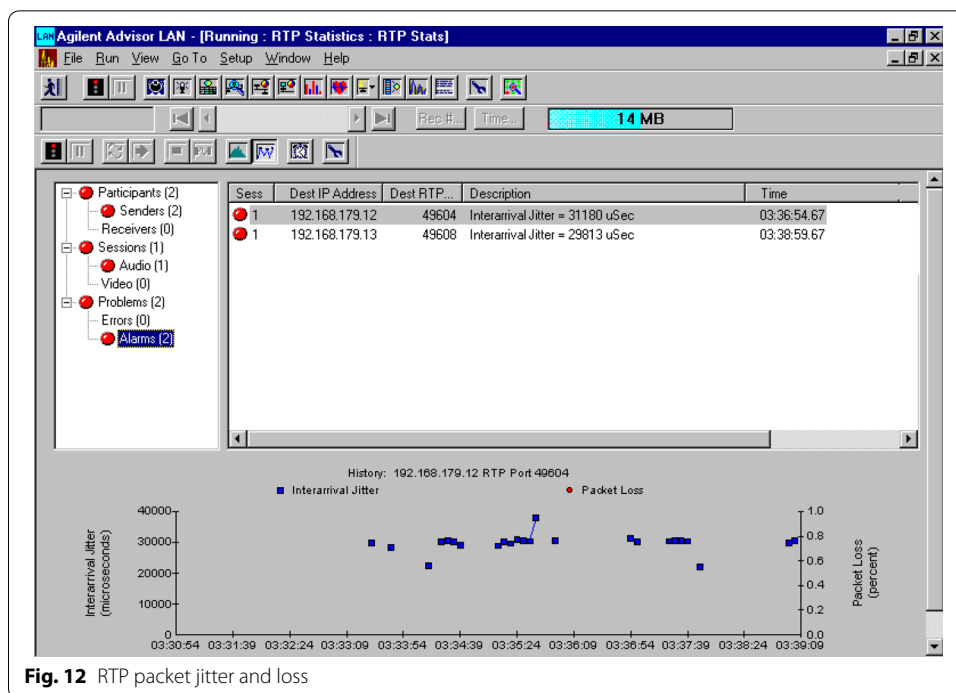 LAN Agilent Advisor LAN - [Running : RTP Statistics : RTP Stats]
File Run View Go To Setup Window Help
Rec #... Time... 14 MB
Participants (2)
Senders (2)
Receivers (0)
Sessions (1)
Audio (1)
Video (0)
Problems (2)
Errors (0)
Alarms (2)
Sess Dest IP Address Dest RTP... Description Time
1 192.168.179.12 49604 Interarrival Jitter = 31180 uSec 03:36:54.67
1 192.168.179.13 49608 Interarrival Jitter = 29813 uSec 03:38:59.67
History: 192.168.179.12 RTP Port 49604
Interarrival Jitter Packet Loss
40000 1.0
30000 0.8
0.6
20000
0.4
10000
0.2
0 0.0
Interarrival Jitter
(microseconds)
Packet Loss
(percent)
03:30:54 03:31:39 03:32:24 03:33:09 03:33:54 03:34:39 03:35:24 03:36:09 03:36:54 03:37:39 03:38:24 03:39:09
Fig. 12 RTP packet jitter and loss